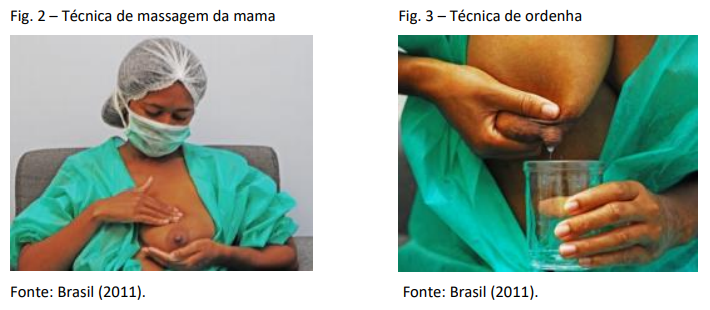 Fig. 2 – Técnica de massagem da mama
Fig. 3 – Técnica de ordenha
Fonte: Brasil (2011).
Fonte: Brasil (2011).